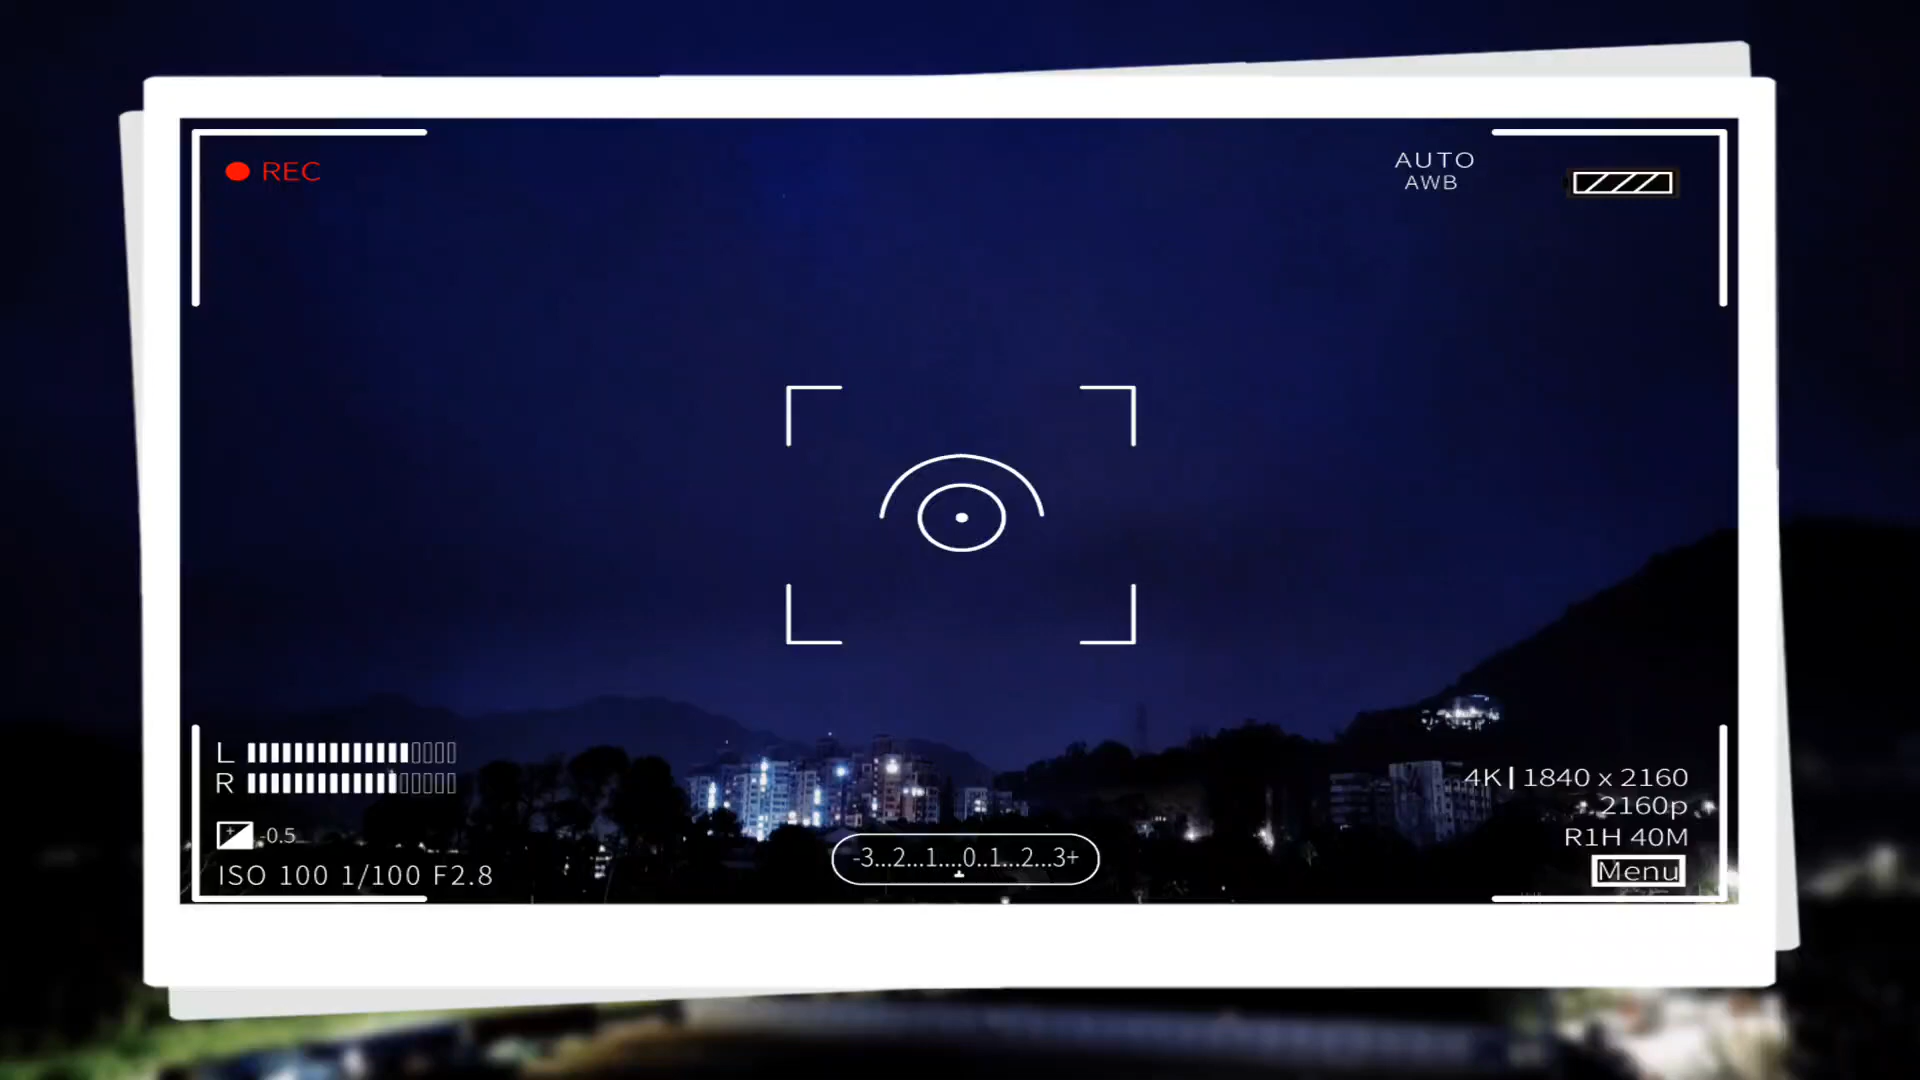 REC
AUTO
AWB
L
R
-0.5
ISO 100 1/100 F2.8
-3...2...1....0..1...2...3+
4K| 1840 x 2160
2160p
R1H 40M
Menu